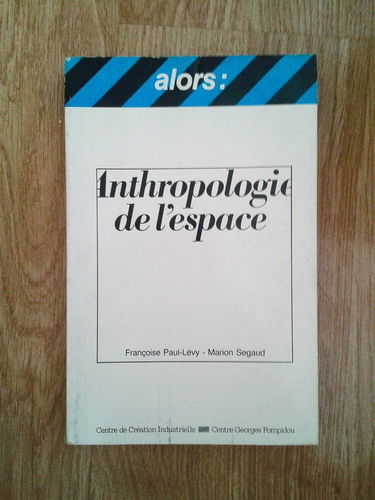 alors:
Anthropologie
de l'espace
Françoise Paul-Lévy - Marion Segaud
Centre de Création Industrielle Centre Georges Pompidou